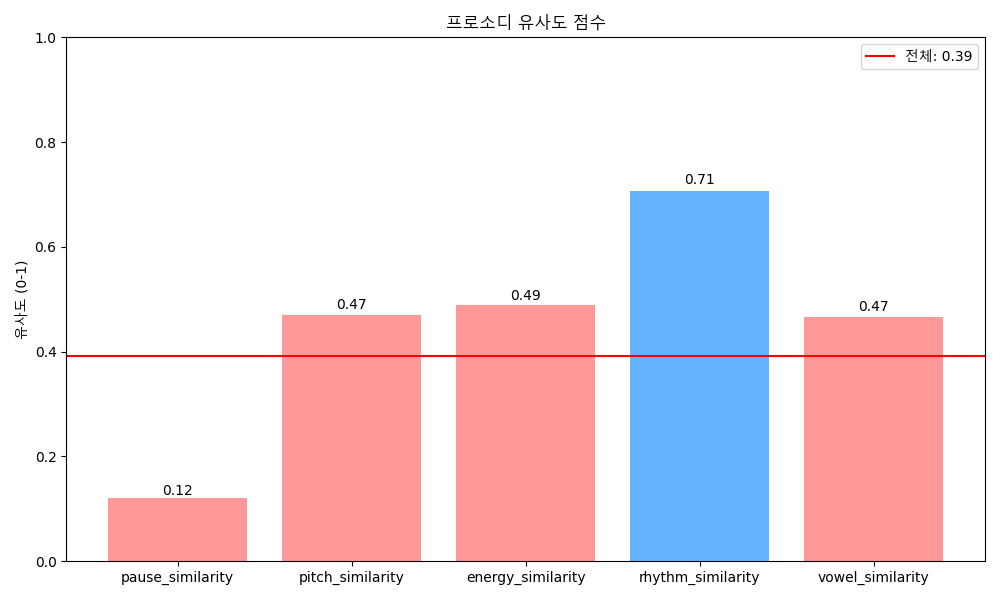 프로소디 유사도 점수
전체: 0.39
유사도 (0-1)
1.0
0.8
0.6
0.4
0.2
0.0
0.12
0.47
0.49
0.71
0.47
pause_similarity
pitch_similarity
energy_similarity
rhythm_similarity
vowel_similarity